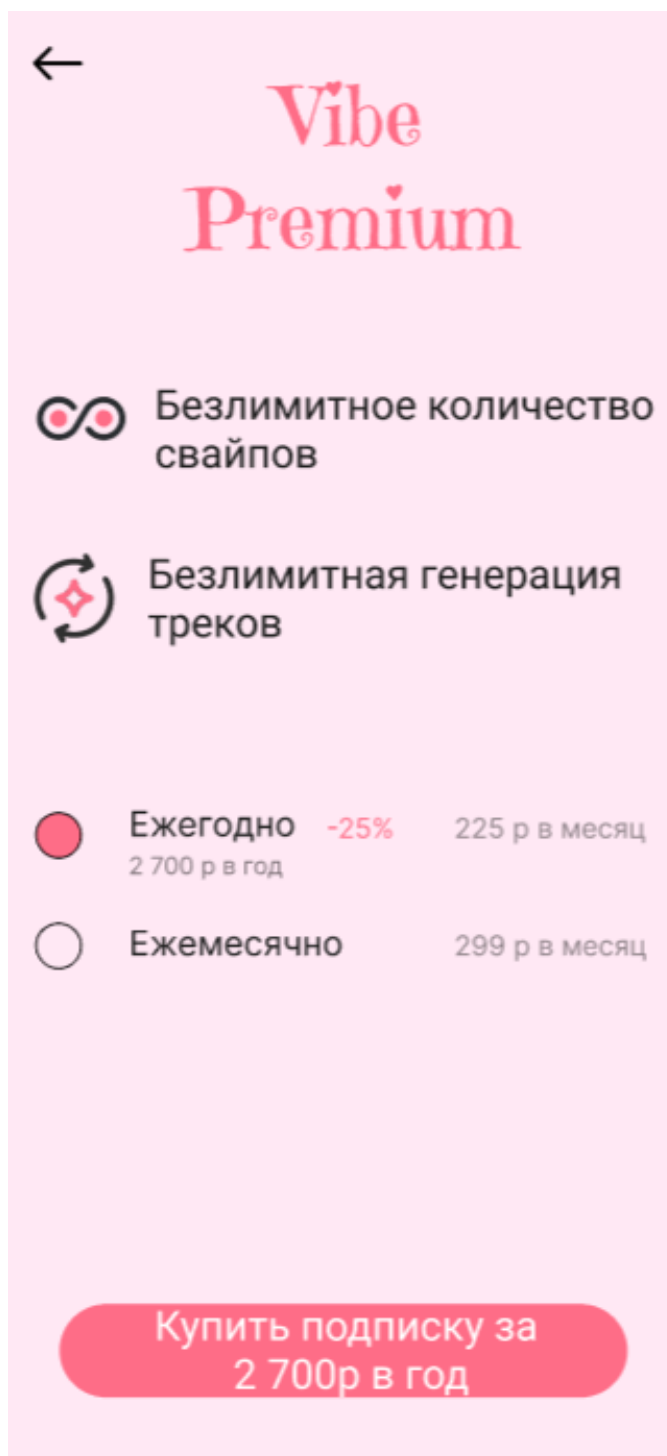 Vibe
Premium
Безлимитное количество
свайпов
Безлимитная генерация
треков
Ежегодно -25% 225 р в месяц
2 700 р в год
Ежемесячно 299 р в месяц
Купить подписку за
2 700р в год